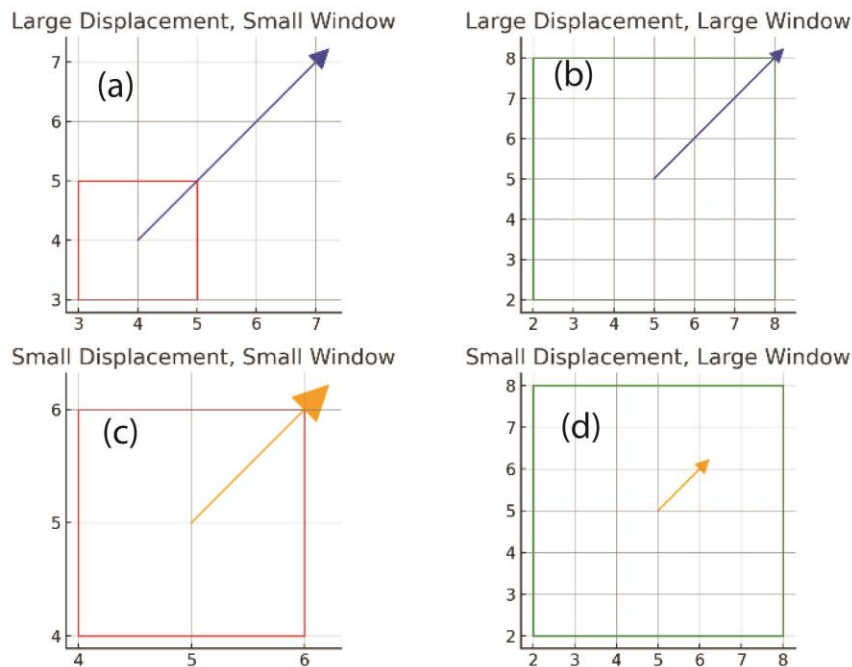 Large Displacement, Small Window
(a)
7
6
5
4
3
3 4 5 6 7
Large Displacement, Large Window
(b)
8
7
6
5
4
3
2
2 3 4 5 6 7 8
Small Displacement, Small Window
(c)
6
5
4
4 5 6
Small Displacement, Large Window
(d)
8
7
6
5
4
3
2
2 3 4 5 6 7 8